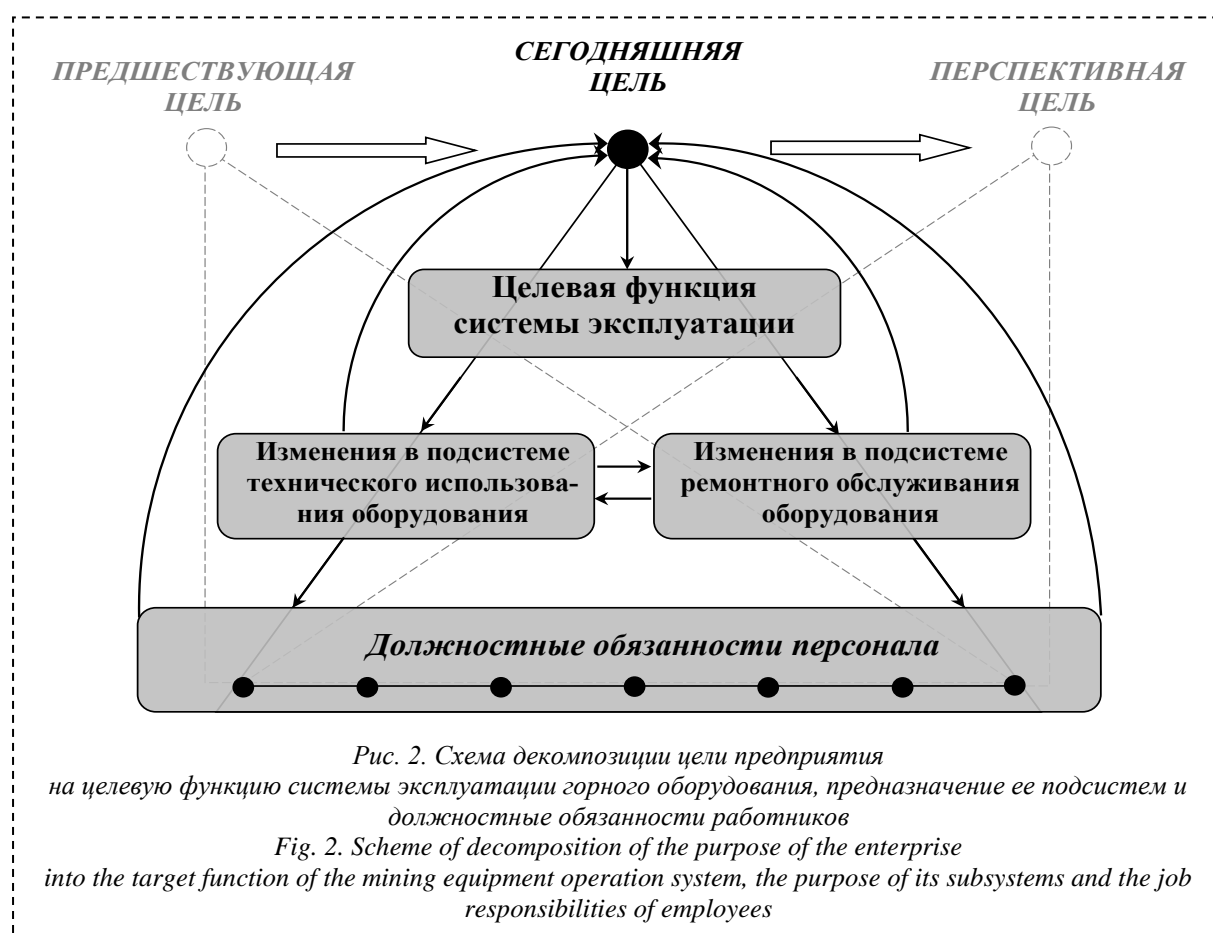 ПРЕДШЕСТВУЮЩАЯ
ЦЕЛЬ
СЕГОДНЯШНЯЯ
ЦЕЛЬ
ПЕРСПЕКТИВНАЯ
ЦЕЛЬ
Целевая функция
системы эксплуатации
Изменения в подсистеме
технического использова-
ния оборудования
Изменения в подсистеме
ремонтного обслуживания
оборудования
Должностные обязанности персонала
Рис. 2. Схема декомпозиции цели предприятия
на целевую функцию системы эксплуатации горного оборудования, предназначение ее подсистем и
должностные обязанности работников
Fig. 2. Scheme of decomposition of the purpose of the enterprise
into the target function of the mining equipment operation system, the purpose of its subsystems and the job
responsibilities of employees